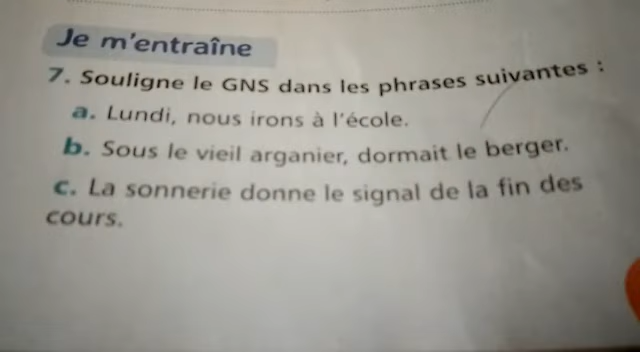 Je m'entraîne
7. Souligne le GNS dans les phrases suivantes :
a. Lundi, nous irons à l'école.
b. Sous le vieil arganier, dormait le berger.
c. La sonnerie donne le signal de la fin des
cours.